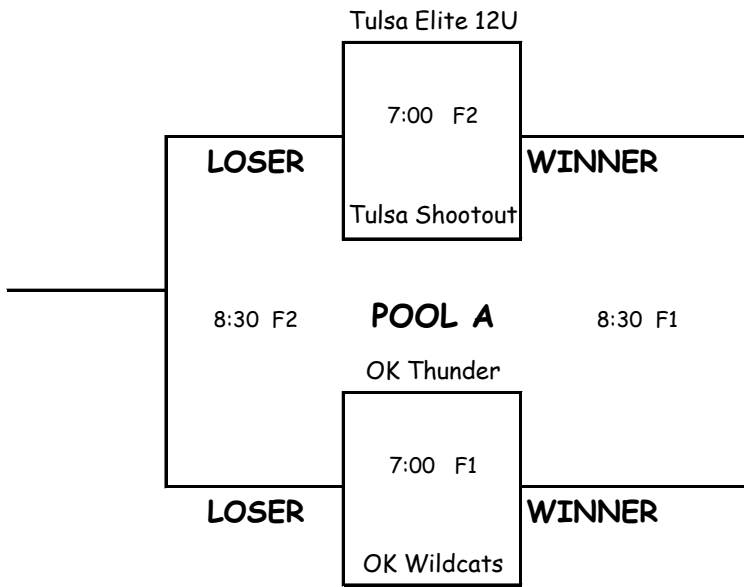 Tulsa Elite 12U
7:00 F2
LOSER WINNER
Tulsa Shootout
8:30 F2 POOL A 8:30 F1
OK Thunder
7:00 F1
LOSER WINNER
OK Wildcats